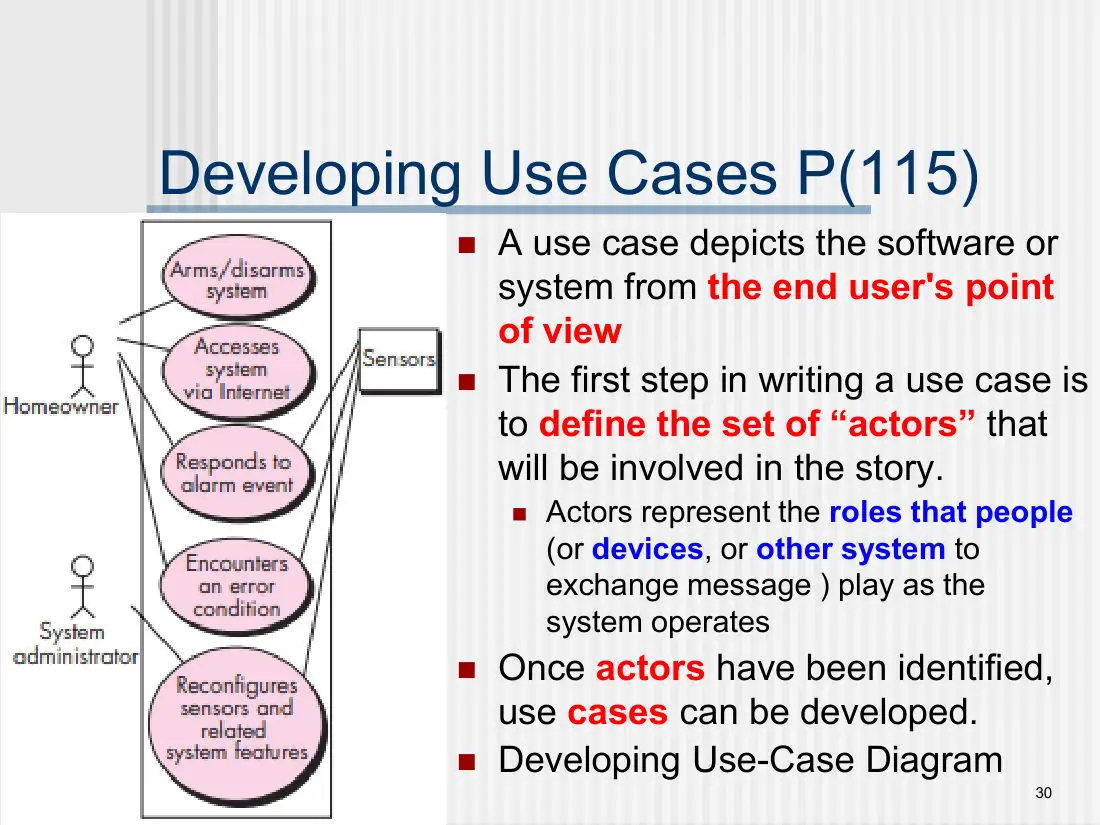 Developing Use Cases P(115)
Arms/disarms
system
Accesses
system
via Internet
Sensors
Homeowner
Responds to
alarm event
Encounters
an error
condition
System
administrator
Reconfigures
sensors and
related
system features
A use case depicts the software or
system from the end user's point
of view
The first step in writing a use case is
to define the set of “actors” that
will be involved in the story.
Actors represent the roles that people
(or devices, or other system to
exchange message ) play as the
system operates
Once actors have been identified,
use cases can be developed.
Developing Use-Case Diagram
30